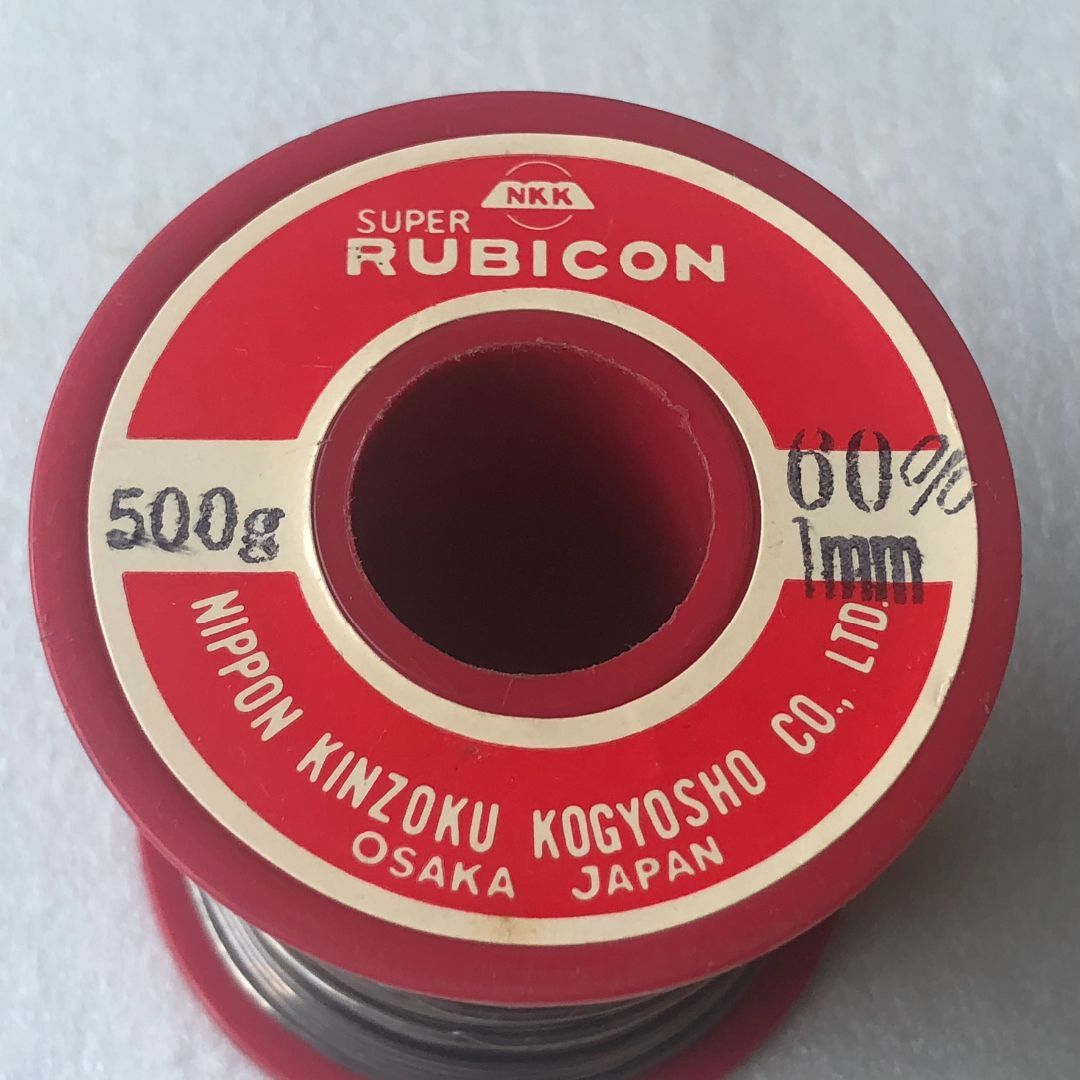 NKK
SUPER
RUBICON
500g
60%
1mm
NIPPON KINZOKU KOGYOSHO CO., LTD.
OSAKA JAPAN